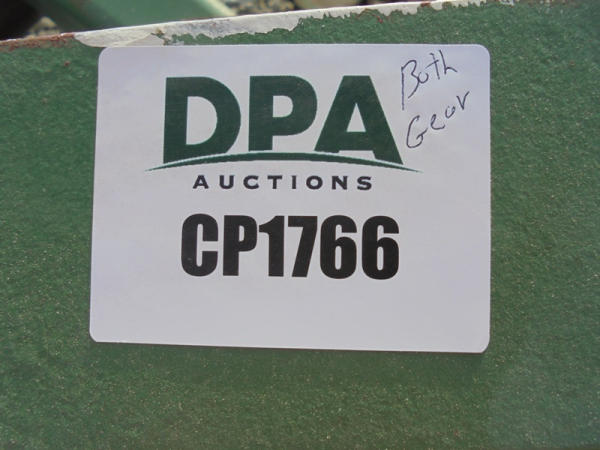 DPA
AUCTIONS
Both
Gear
CP1766